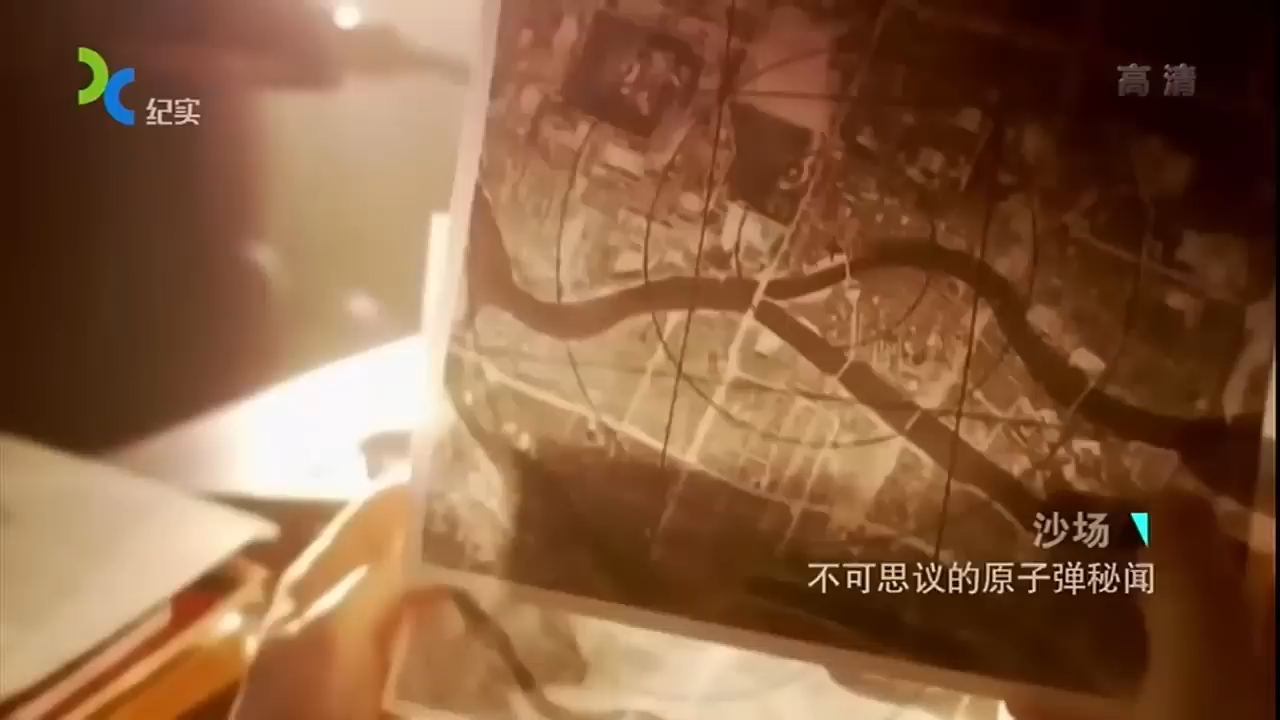 纪实
高清
沙场
不可思议的原子弹秘闻